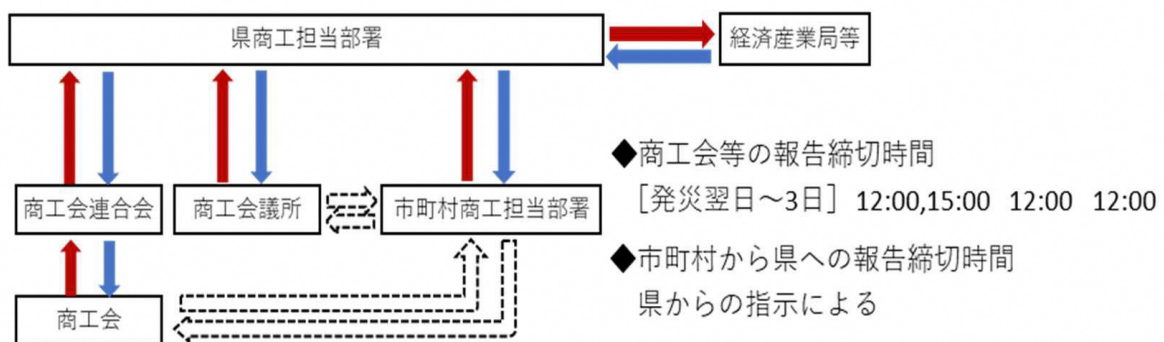 県商工担当部署
経済産業局等
商工会連合会
商工会議所
市町村商工担当部署
商工会
◆商工会等の報告締切時間
［発災翌日～3日］ 12:00,15:00 12:00 12:00
◆市町村から県への報告締切時間
県からの指示による